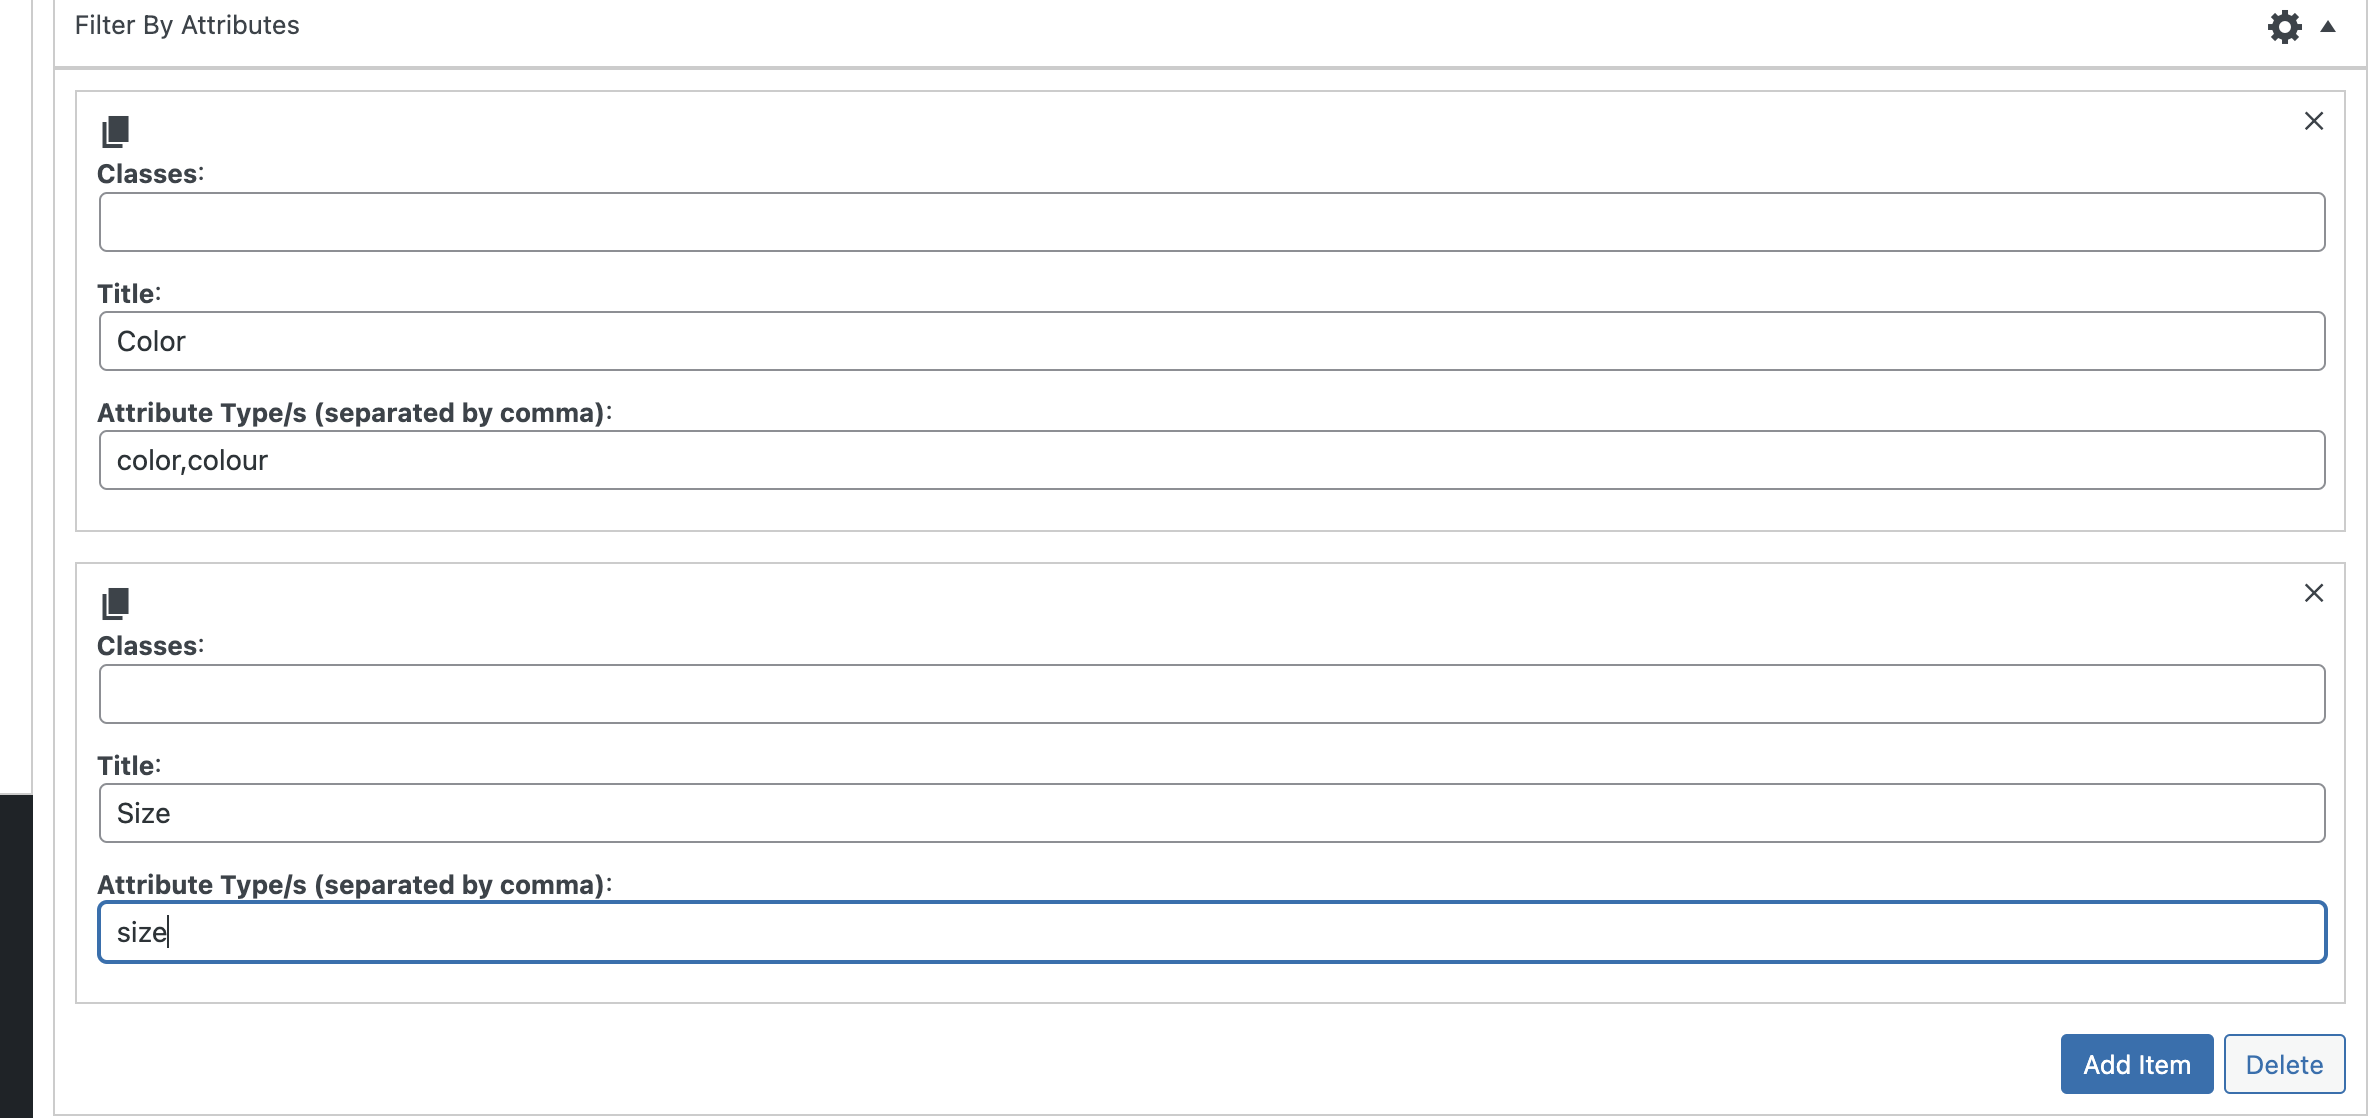 Filter By Attributes
Classes:
Title:
Color
Attribute Type/s (separated by comma):
color,colour
Classes:
Title:
Size
Attribute Type/s (separated by comma):
size
Add Item Delete